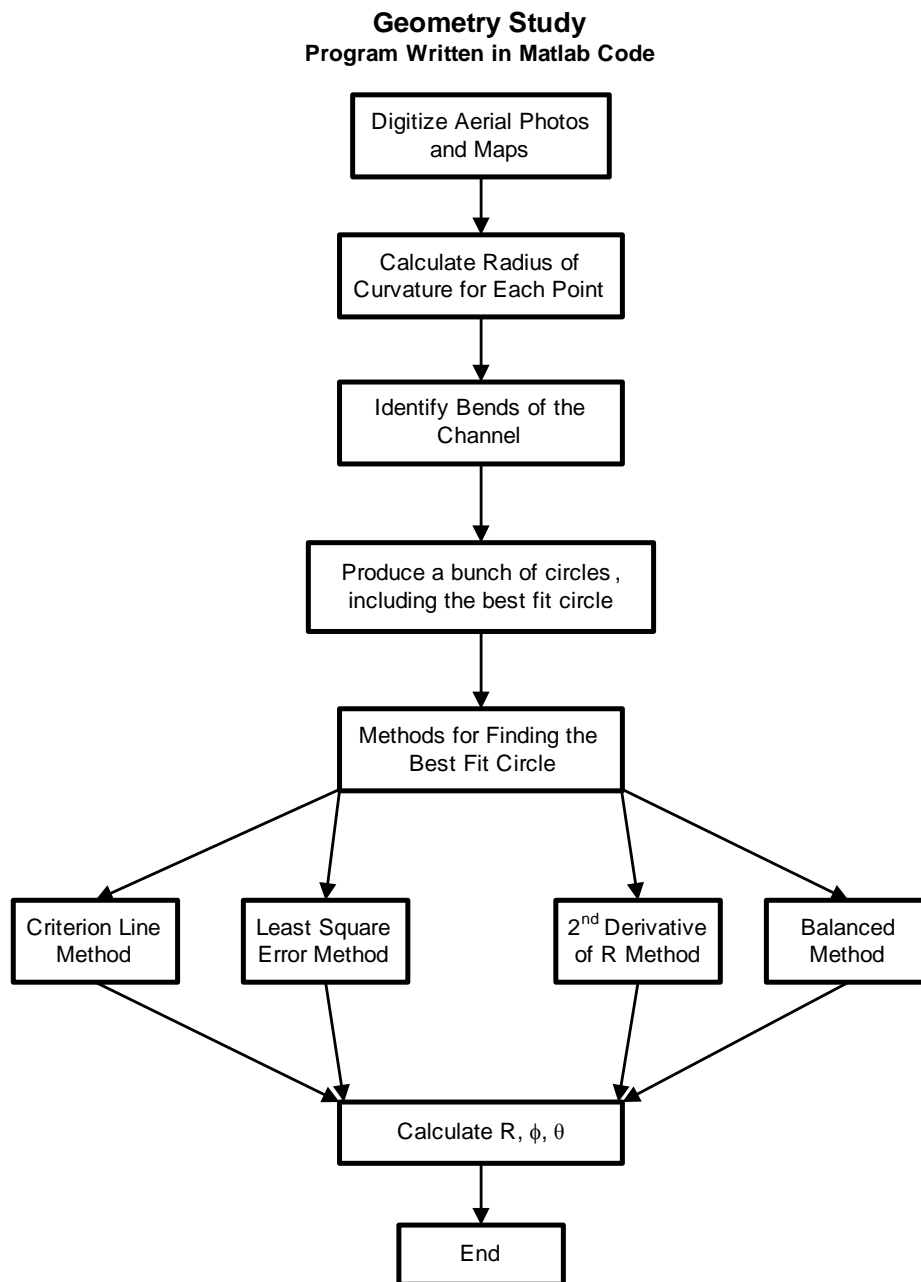 Geometry Study
Program Written in Matlab Code
Digitize Aerial Photos
and Maps
Calculate Radius of
Curvature for Each Point
Identify Bends of the
Channel
Produce a bunch of circles,
including the best fit circle
Methods for Finding the
Best Fit Circle
Criterion Line
Method
Least Square
Error Method
2nd Derivative
of R Method
Balanced
Method
Calculate R, ϕ, θ
End